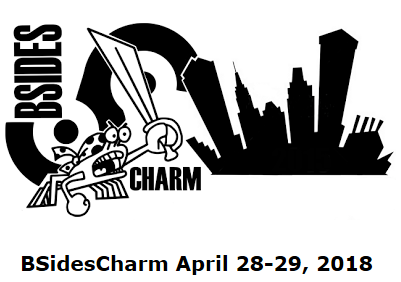 BSIDES
CHARM
BSidesCharm April 28-29, 2018